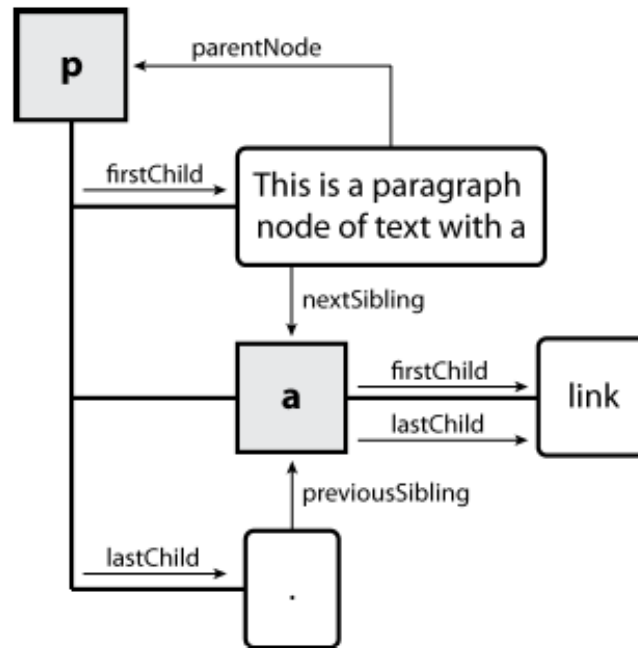 p
parentNode
firstChild
This is a paragraph
node of text with a
nextSibling
a
firstChild
link
lastChild
previousSibling
lastChild
.